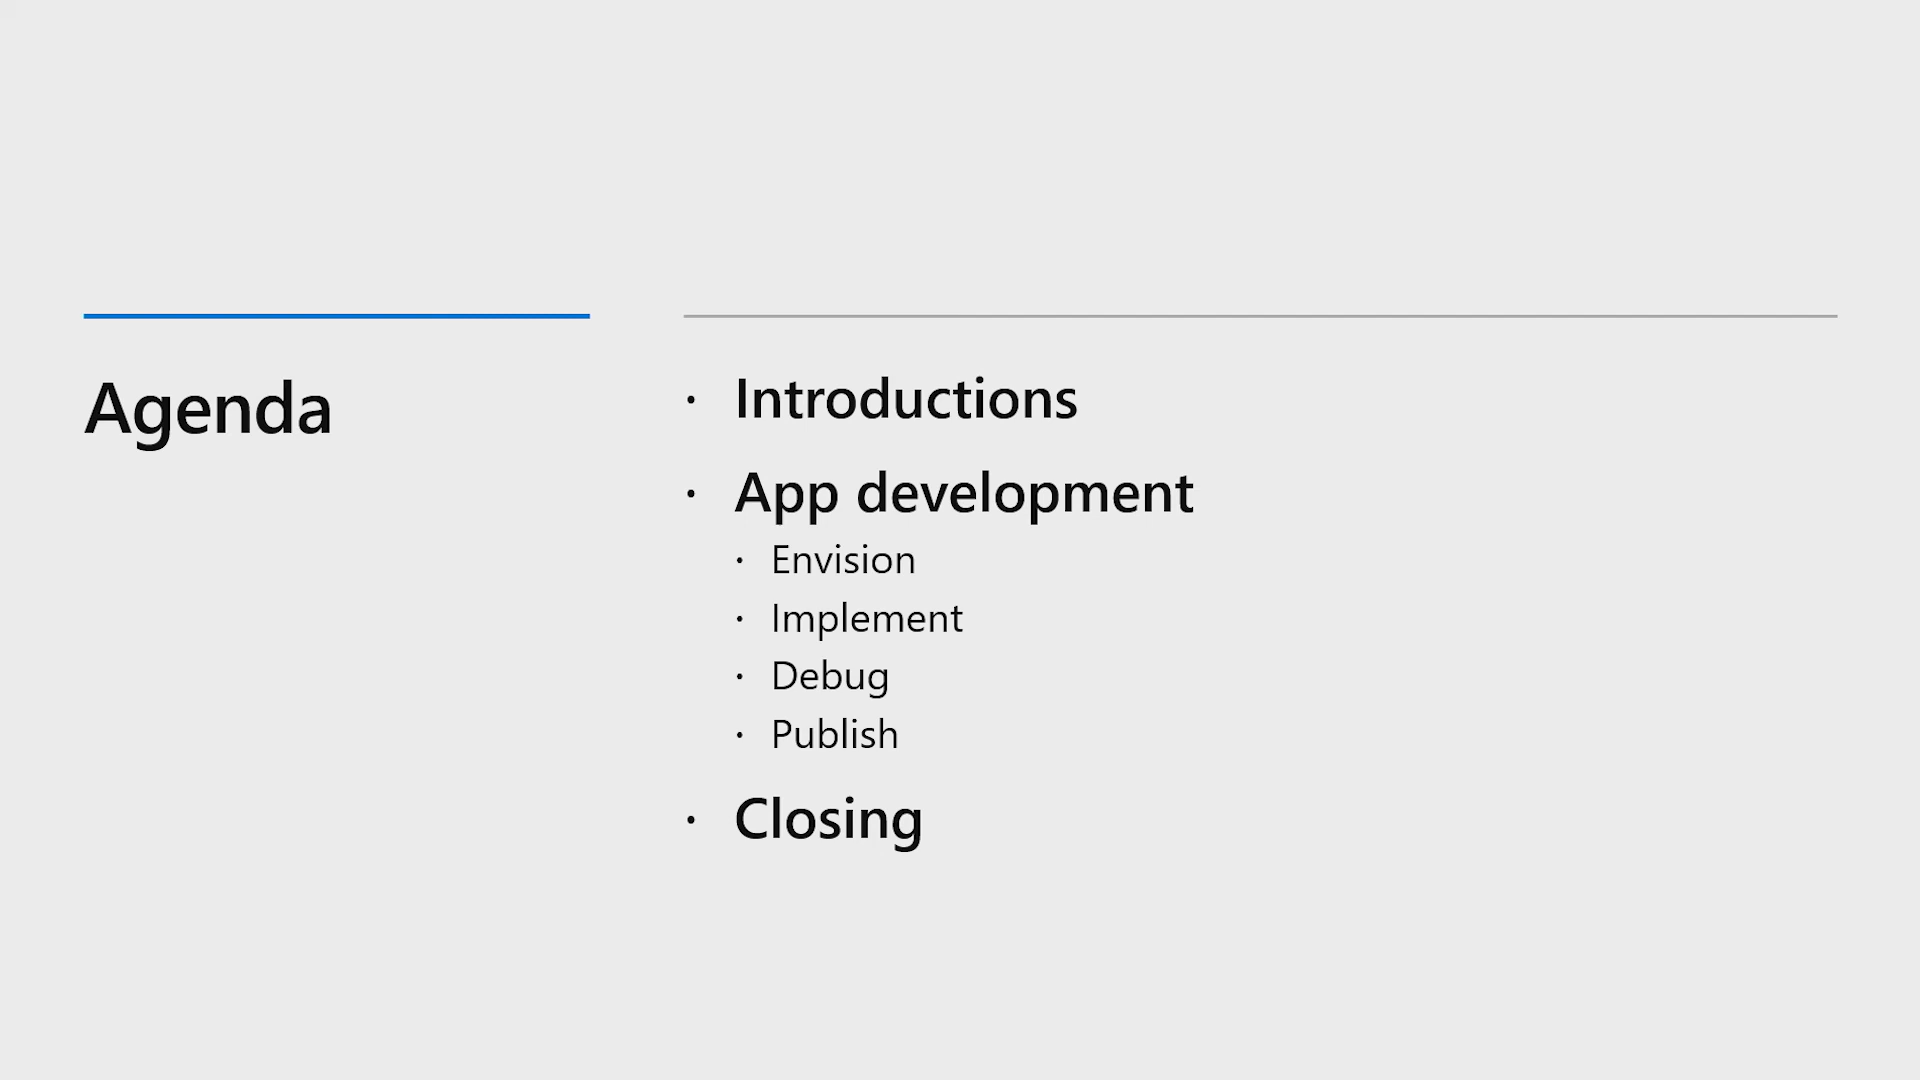 Agenda
· Introductions
· App development
· Envision
· Implement
· Debug
· Publish
· Closing